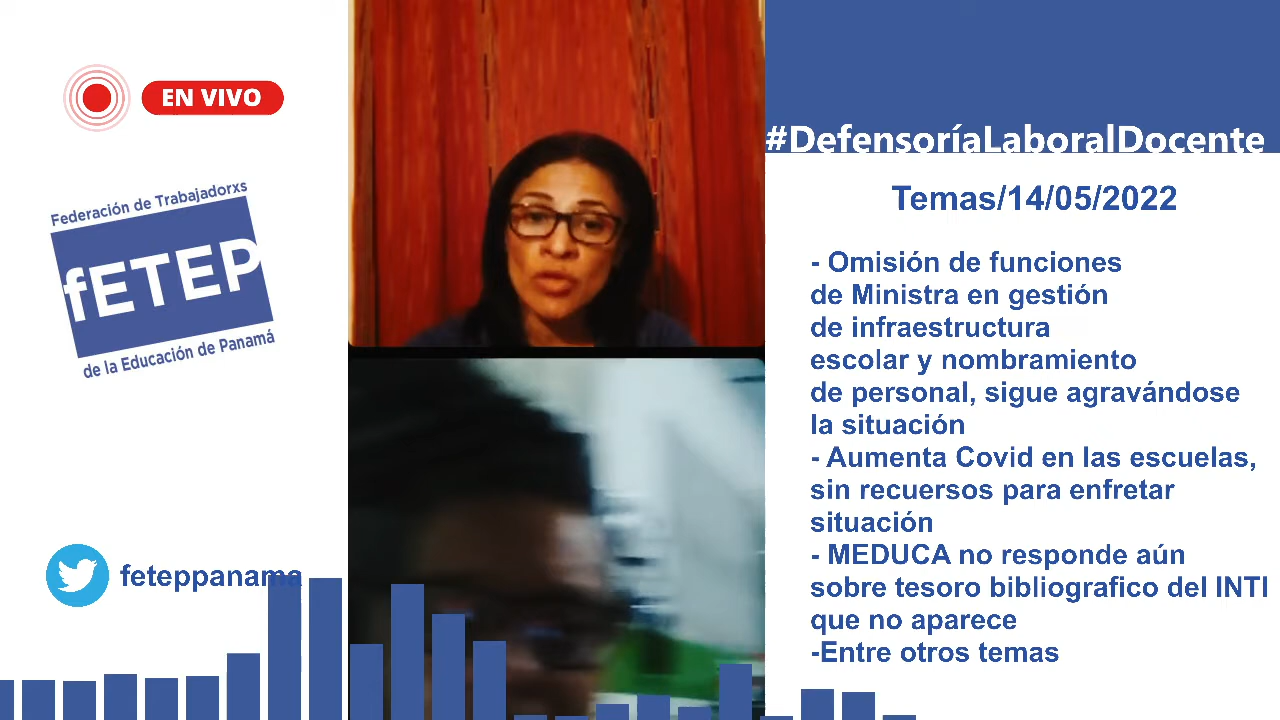 EN VIVO
Federación de Trabajadorxs
fETEP
de la Educación de Panamá
feteppanama
#DefensoríaLaboralDocente
Temas/14/05/2022
- Omisión de funciones
de Ministra en gestión
de infraestructura
escolar y nombramiento
de personal, sigue agravándose
la situación
- Aumenta Covid en las escuelas,
sin recuersos para enfretar
situación
- MEDUCA no responde aún
sobre tesoro bibliografico del INTI
que no aparece
-Entre otros temas